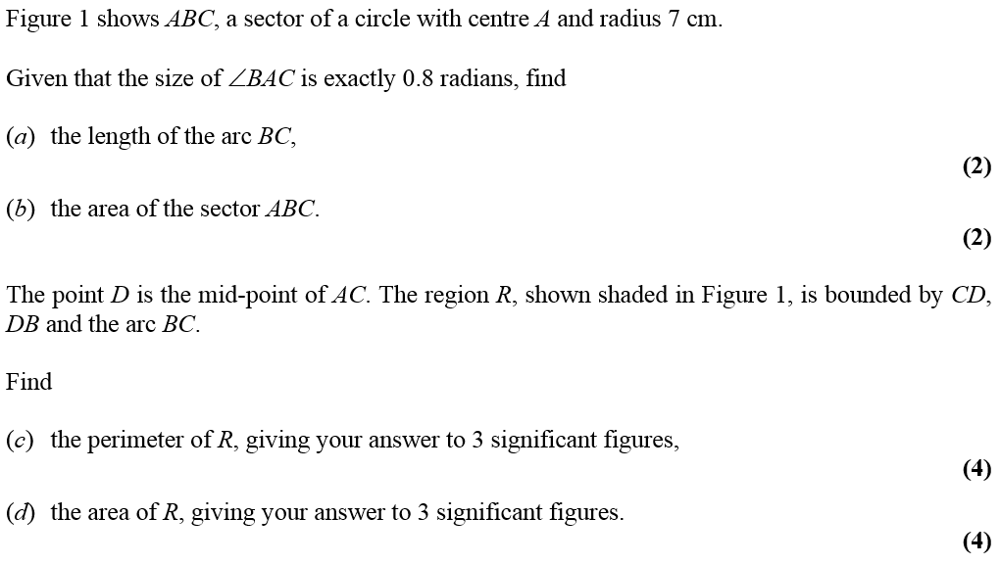 Figure 1 shows ABC, a sector of a circle with centre A and radius 7 cm.
Given that the size of ∠BAC is exactly 0.8 radians, find
(a) the length of the arc BC,
(2)
(b) the area of the sector ABC.
(2)
The point D is the mid-point of AC. The region R, shown shaded in Figure 1, is bounded by CD,
DB and the arc BC.
Find
(c) the perimeter of R, giving your answer to 3 significant figures,
(4)
(d) the area of R, giving your answer to 3 significant figures.
(4)